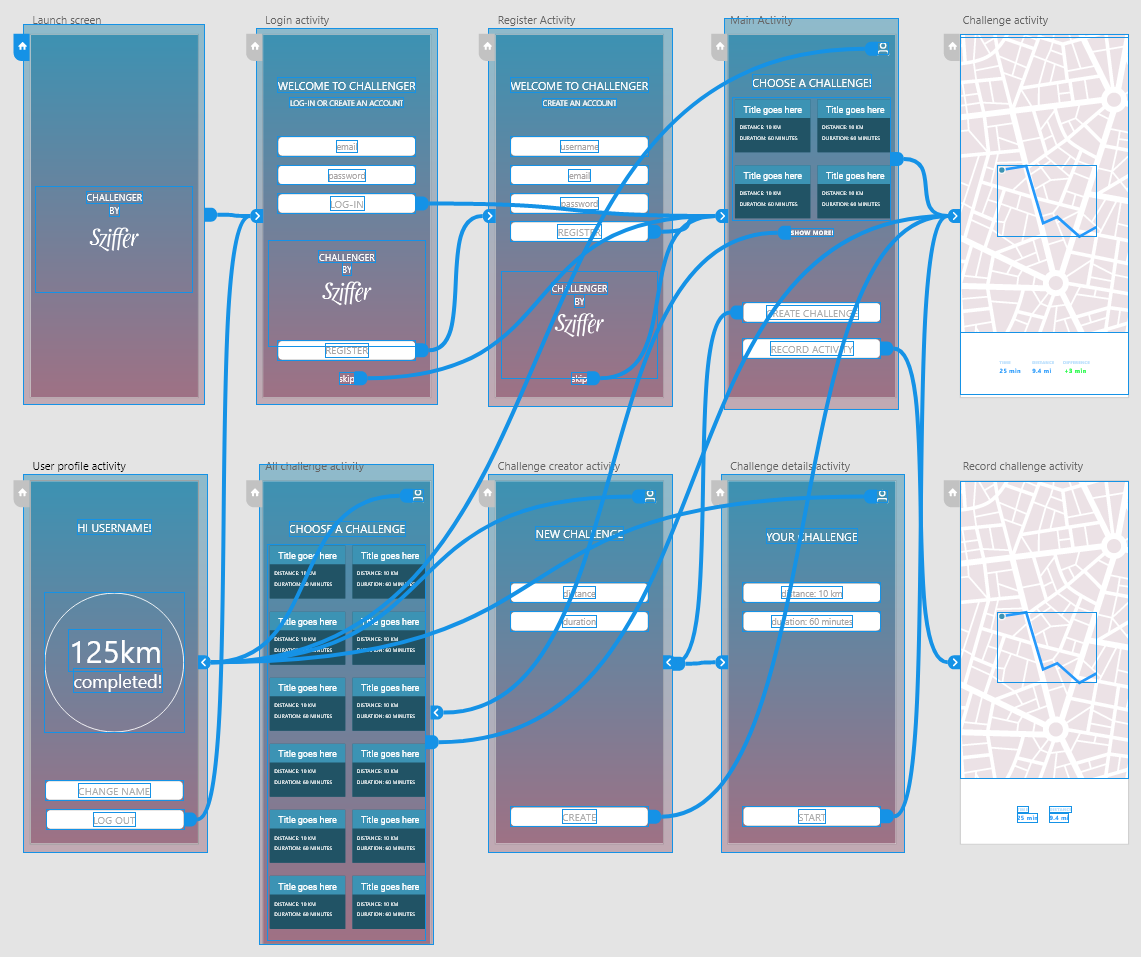 Launch screen
CHALLENGER
BY
Sziffer
Login activity
WELCOME TO CHALLENGER
LOG-IN OR CREATE AN ACCOUNT
email
password
LOG-IN
CHALLENGER
BY
Sziffer
REGISTER
skip
Register Activity
WELCOME TO CHALLENGER
CREATE AN ACCOUNT
username
email
password
REGISTER
CHALLENGER
BY
Sziffer
skip
Main Activity
CHOOSE A CHALLENGE!
Title goes here Title goes here
DISTANCE: 10 KM DISTANCE: 10 KM
DURATION: 60 MINUTES DURATION: 60 MINUTES
Title goes here Title goes here
DISTANCE: 10 KM DISTANCE: 10 KM
DURATION: 60 MINUTES DURATION: 60 MINUTES
SHOW MORE!
CREATE CHALLENGE
RECORD ACTIVITY
Challenge activity
25 min 9.4 mi +3 min
User profile activity
HI USERNAME!
125km
completed!
CHANGE NAME
LOG OUT
All challenge activity
CHOOSE A CHALLENGE
Title goes here Title goes here
DISTANCE: 10 KM DISTANCE: 10 KM
DURATION: 60 MINUTES DURATION: 60 MINUTES
Title goes here Title goes here
DISTANCE: 10 KM DISTANCE: 10 KM
DURATION: 60 MINUTES DURATION: 60 MINUTES
Title goes here Title goes here
DISTANCE: 10 KM DISTANCE: 10 KM
DURATION: 60 MINUTES DURATION: 60 MINUTES
Title goes here Title goes here
DISTANCE: 10 KM DISTANCE: 10 KM
DURATION: 60 MINUTES DURATION: 60 MINUTES
Title goes here Title goes here
DISTANCE: 10 KM DISTANCE: 10 KM
DURATION: 60 MINUTES DURATION: 60 MINUTES
Title goes here Title goes here
DISTANCE: 10 KM DISTANCE: 10 KM
DURATION: 60 MINUTES DURATION: 60 MINUTES
Challenge creator activity
NEW CHALLENGE
distance
duration
CREATE
Challenge details activity
YOUR CHALLENGE
distance: 10 km
duration: 60 minutes
START
Record challenge activity
25 min 9.4 mi